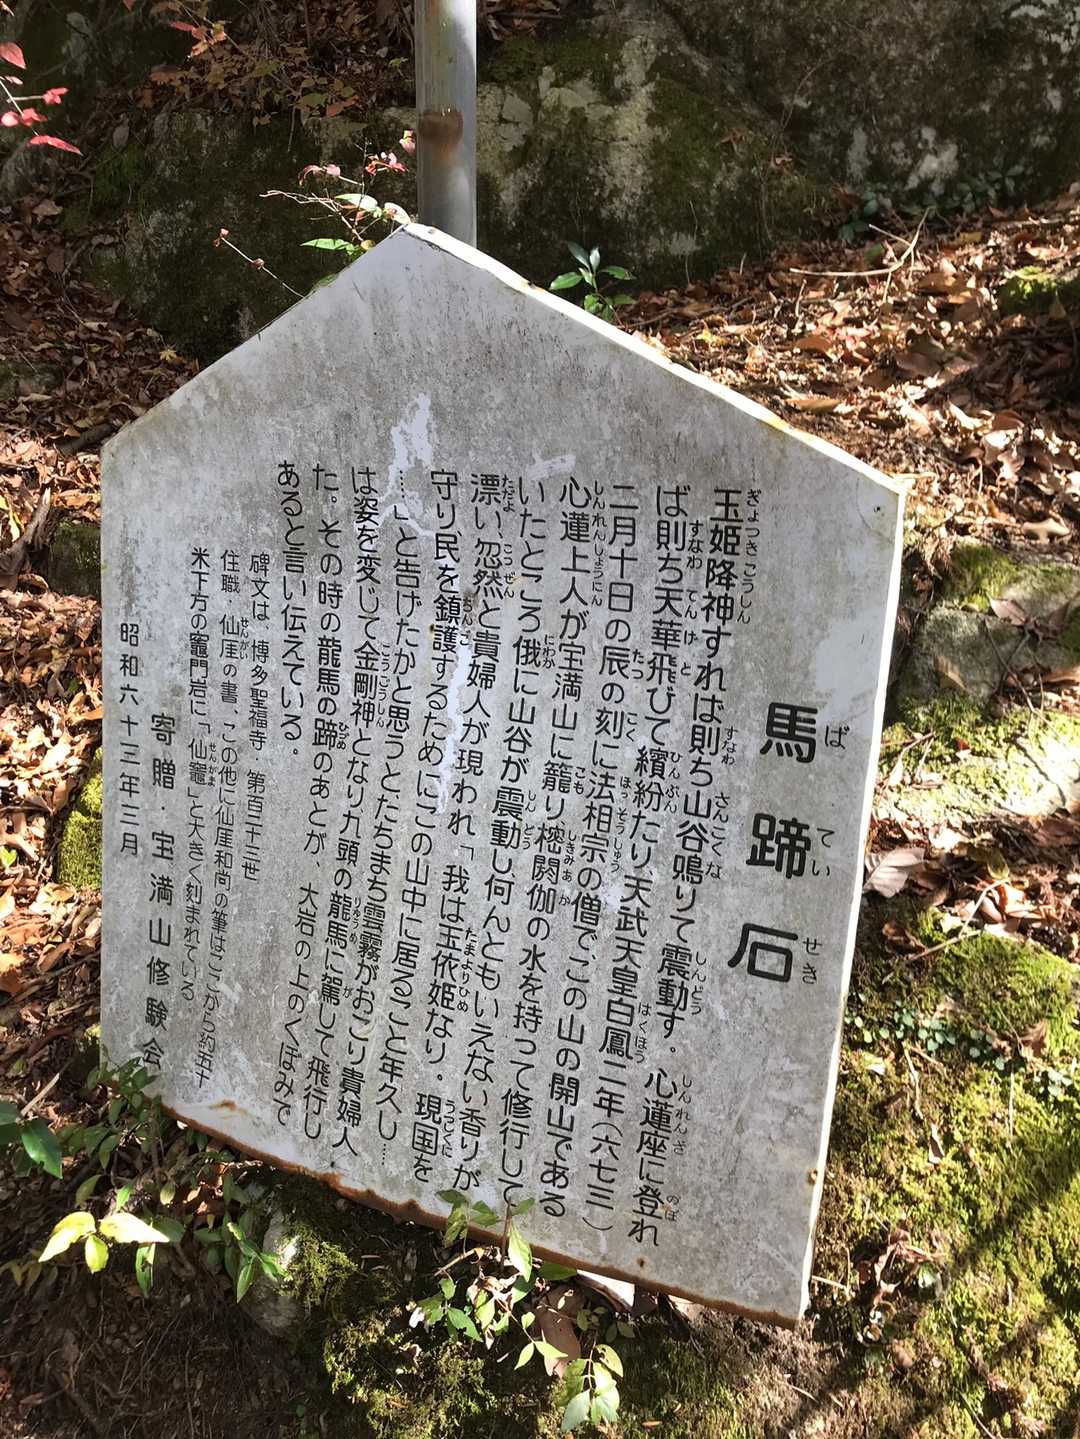 馬蹄石
玉姫降神すれば則ち山谷鳴りて震動す。心蓮座に登れ
ば則ち天華飛びて繽紛たり、天武天皇白鳳二年(六七三)
二月十日の辰の刻に法相宗の僧で、この山の開山である
心蓮上人が宝満山に籠り、樒閼伽の水を持って修行して
いたところ俄に山谷が震動し何んともいえない香りが
漂い、忽然と貴婦人が現われ「我は玉依姫なり。現国を
守り民を鎮護するためにこの山中に居ること年久し…
……」と告げたかと思うとたちまち雲霧がおこり貴婦人
は姿を変じて金剛神となり九頭の龍馬に駕して飛行し
た。その時の龍馬の蹄のあとが、大岩の上のくぼみで
あると言い伝えている。
碑文は、博多聖福寺・第百二十三世
住職・仙厓の書、この他に仙厓和尚の筆はここから約五十
米下方の竈門岩に「仙竈」と大きく刻まれている
寄贈・宝満山修験会
昭和六十三年三月